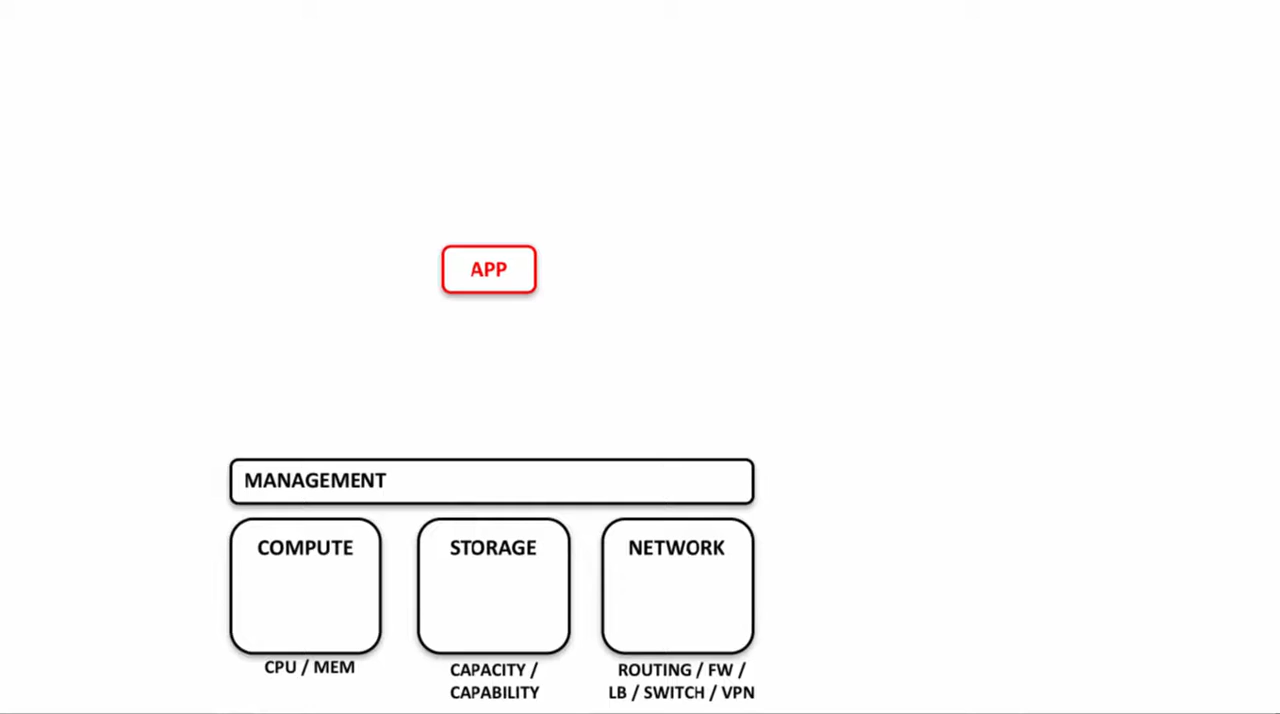 APP
MANAGEMENT
COMPUTE
STORAGE
NETWORK
CPU / MEM
CAPACITY /
CAPABILITY
ROUTING / FW /
LB / SWITCH / VPN